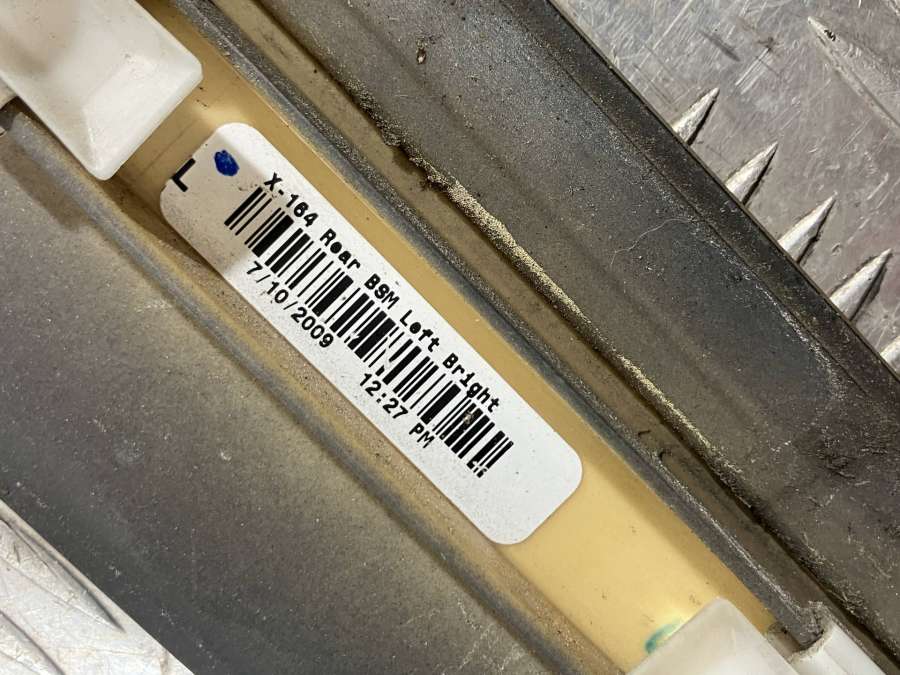 L
X-164 Rear BSM Left Bright
7/10/2009 12:27 PM